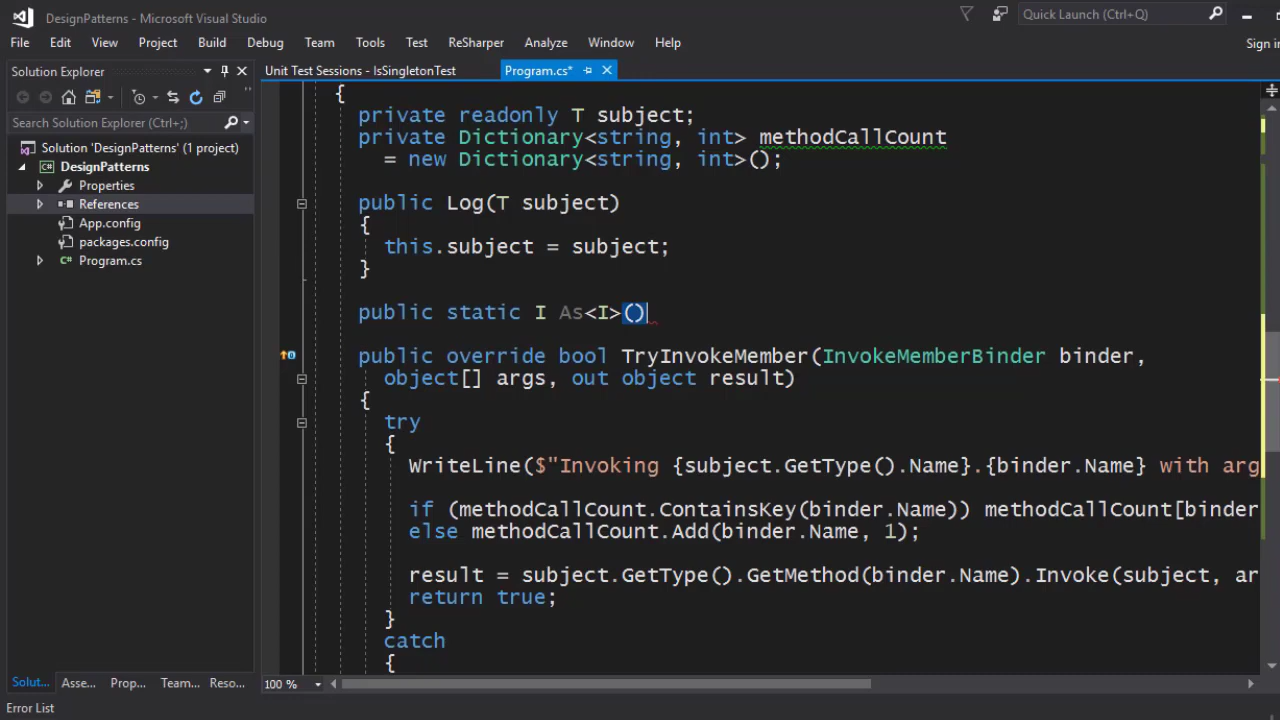 DesignPatterns - Microsoft Visual Studio
Quick Launch (Ctrl+Q)
File Edit View Project Build Debug Team Tools Test ReSharper Analyze Window Help
Sign in
Solution Explorer
Unit Test Sessions - IsSingletonTest
Program.cs*
Search Solution Explorer (Ctrl+;)
Solution 'DesignPatterns' (1 project)
DesignPatterns
Properties
References
App.config
packages.config
C# Program.cs
{
private readonly T subject;
private Dictionary<string, int> methodCallCount
= new Dictionary<string, int>();
public Log(T subject)
{
this.subject = subject;
}
public static I As<I>()
public override bool TryInvokeMember(InvokeMemberBinder binder,
object[] args, out object result)
{
try
{
WriteLine($"Invoking {subject.GetType().Name}.{binder.Name} with arg
if (methodCallCount.ContainsKey(binder.Name)) methodCallCount[binder
else methodCallCount.Add(binder.Name, 1);
result = subject.GetType().GetMethod(binder.Name).Invoke(subject, ar
return true;
}
catch
{
Solut... Asse... Prop... Team... Reso...
100 %
Error List